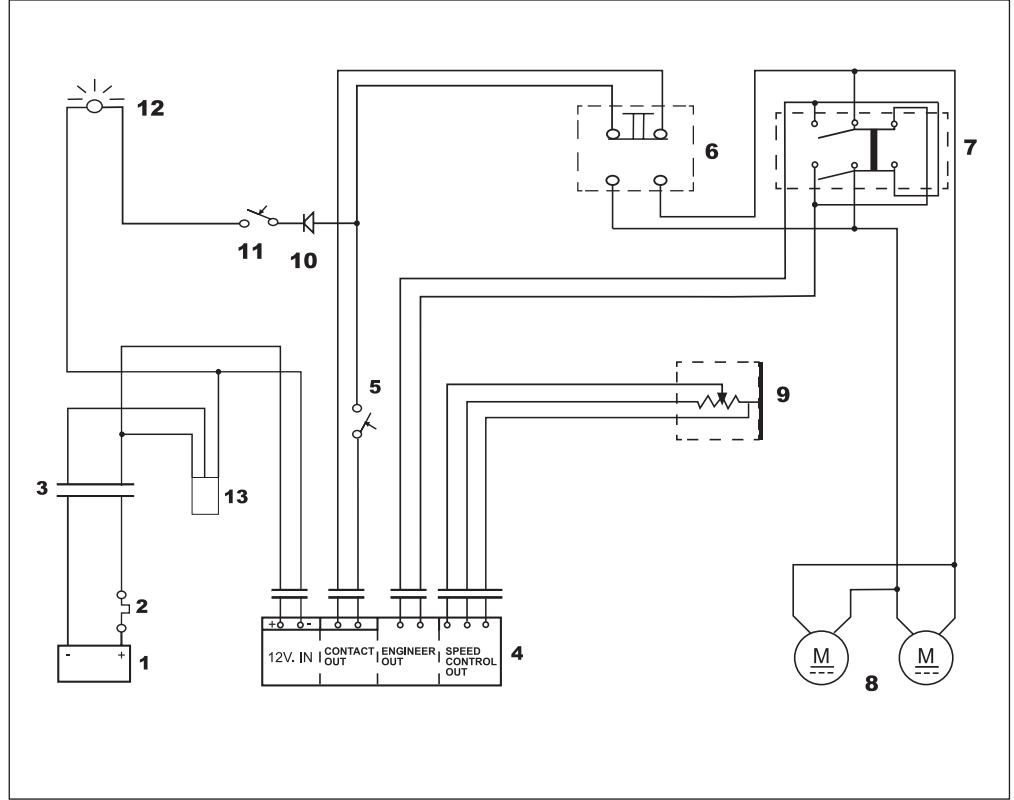 12
6
7
11
10
5
9
3
13
2
+ -
12V. IN
CONTACT
OUT
ENGINEER
OUT
SPEED
CONTROL
OUT
4
- +
1
M
M
8